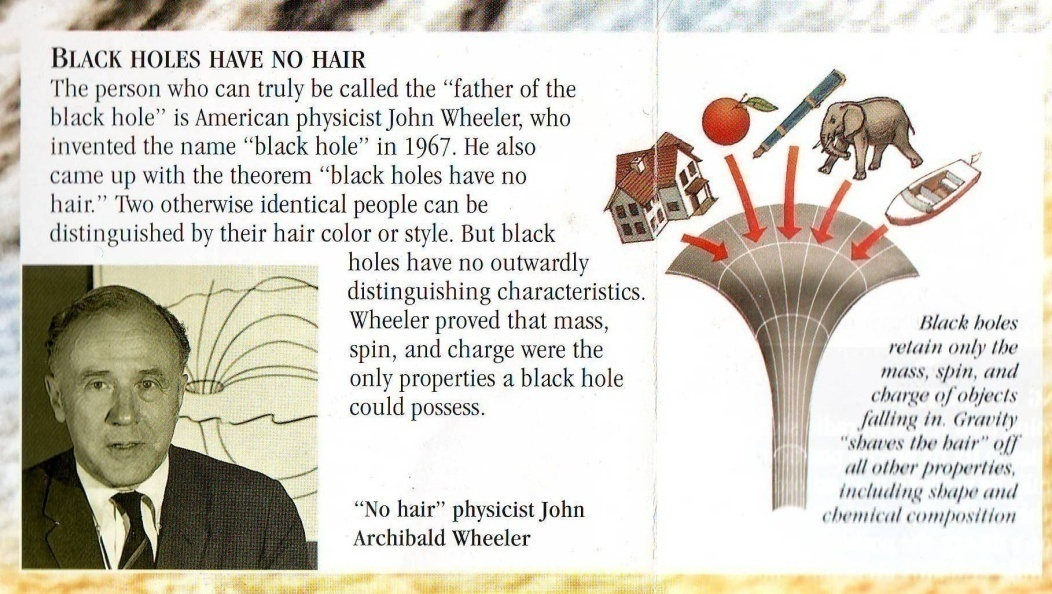 BLACK HOLES HAVE NO HAIR
The person who can truly be called the “father of the
black hole” is American physicist John Wheeler, who
invented the name “black hole” in 1967. He also
came up with the theorem “black holes have no
hair.” Two otherwise identical people can be
distinguished by their hair color or style. But black
holes have no outwardly
distinguishing characteristics.
Wheeler proved that mass,
spin, and charge were the
only properties a black hole
could possess.
“No hair” physicist John
Archibald Wheeler
Black holes
retain only the
mass, spin, and
charge of objects
falling in. Gravity
“shaves the hair” off
all other properties,
including shape and
chemical composition